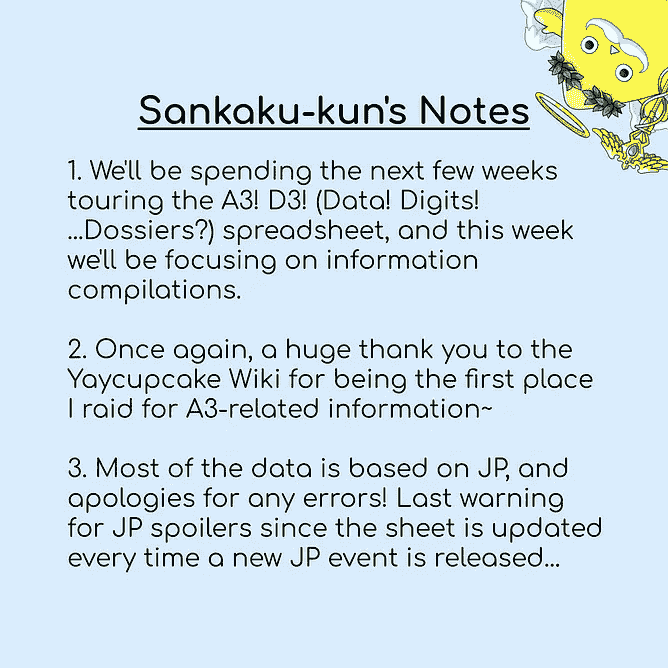 Sankaku-kun's Notes
1. We'll be spending the next few weeks
touring the A3! D3! (Data! Digits!
...Dossiers?) spreadsheet, and this week
we'll be focusing on information
compilations.
2. Once again, a huge thank you to the
Yaycupcake Wiki for being the first place
I raid for A3-related information~
3. Most of the data is based on JP, and
apologies for any errors! Last warning
for JP spoilers since the sheet is updated
every time a new JP event is released...